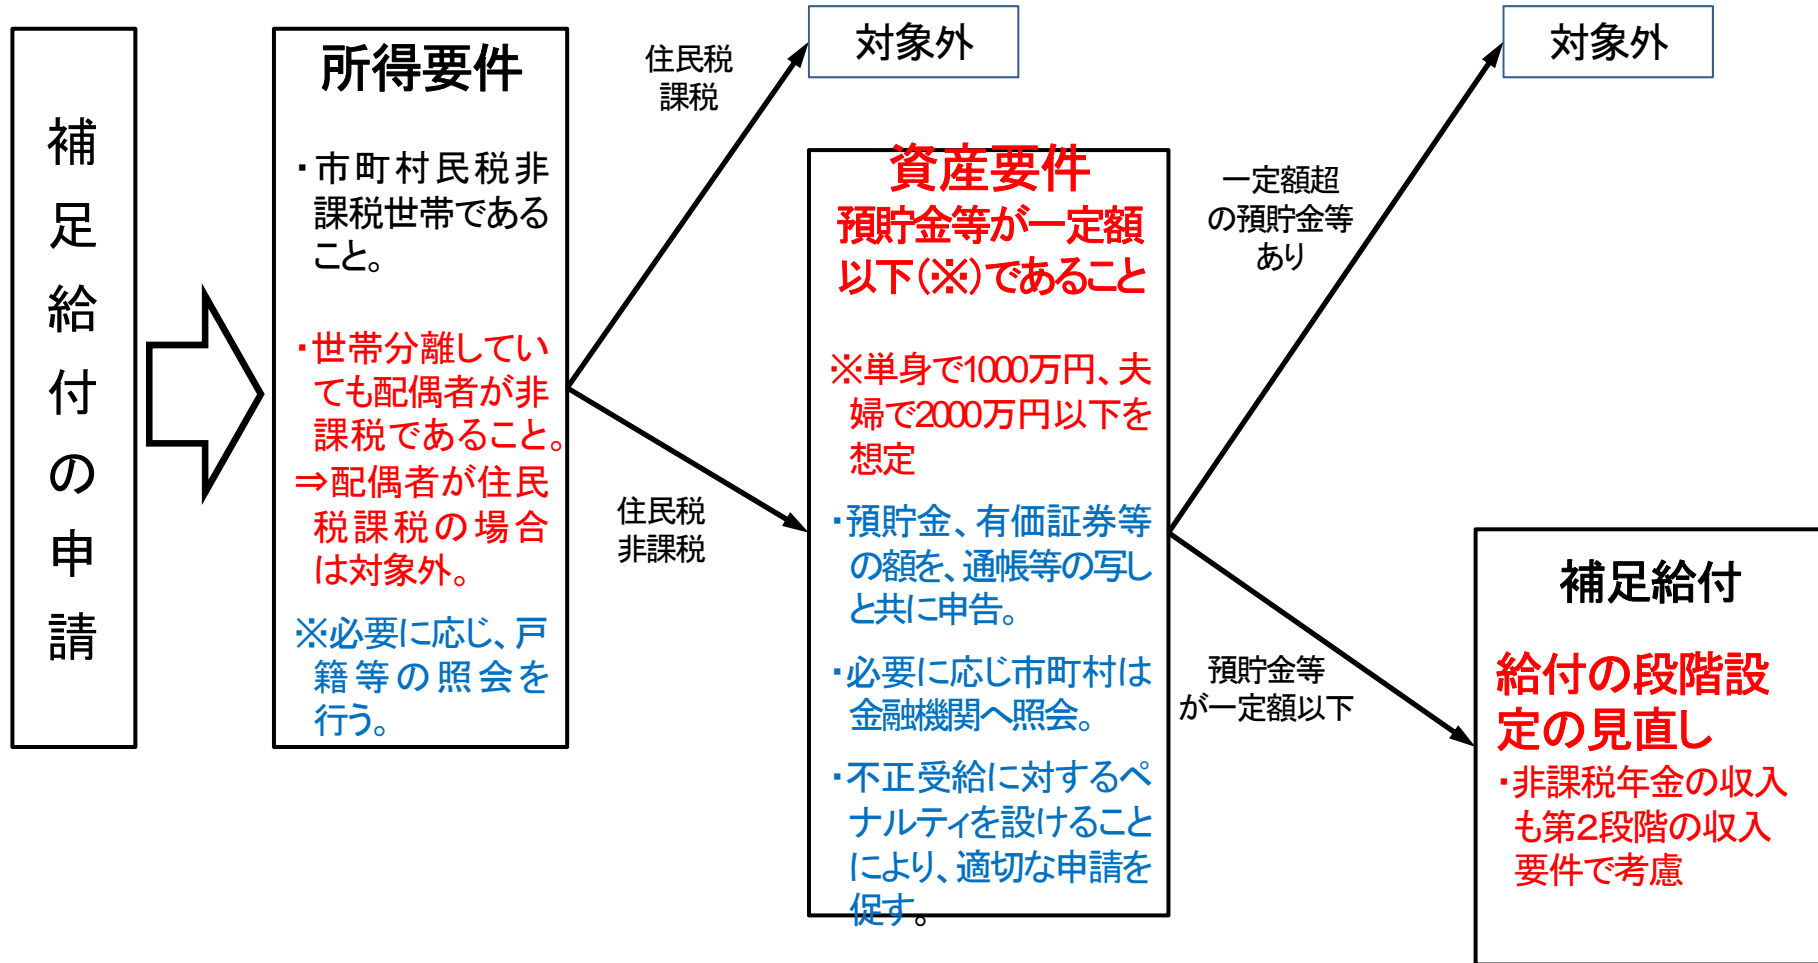 補足給付の申請
所得要件
・市町村民税非
課税世帯である
こと。
・世帯分離してい
ても配偶者が非
課税であること。
⇒配偶者が住民
税課税の場合
は対象外。
※必要に応じ、戸
籍等の照会を
行う。
住民税
課税
対象外
住民税
非課税
資産要件
預貯金等が一定額
以下(※)であること
※単身で1000万円、夫
婦で2000万円以下を
想定
・預貯金、有価証券等
の額を、通帳等の写し
と共に申告。
・必要に応じ市町村は
金融機関へ照会。
・不正受給に対するペ
ナルティを設けること
により、適切な申請を
促す。
一定額超
の預貯金等
あり
対象外
預貯金等
が一定額以下
補足給付
給付の段階設
定の見直し
・非課税年金の収入
も第2段階の収入
要件で考慮